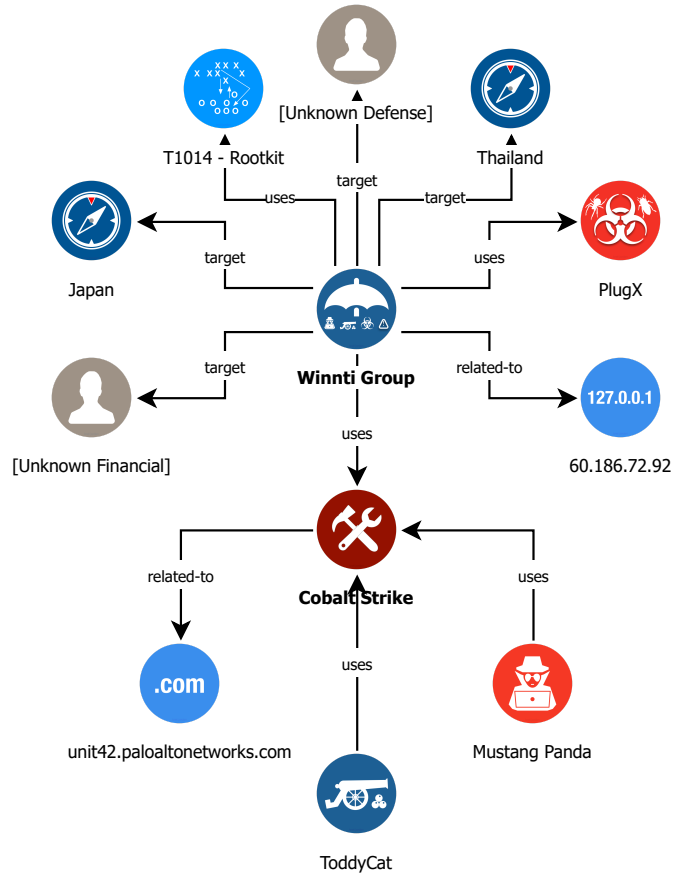 X X X X
X X X
X
X
O
O O O O O
O O O
[Unknown Defense]
T1014 - Rootkit
Thailand
uses
target
target
Japan
target
uses
PlugX
Winnti Group
target
related-to
127.0.0.1
[Unknown Financial]
uses
60.186.72.92
Cobalt Strike
related-to
uses
.com
uses
unit42.paloaltonetworks.com
Mustang Panda
ToddyCat